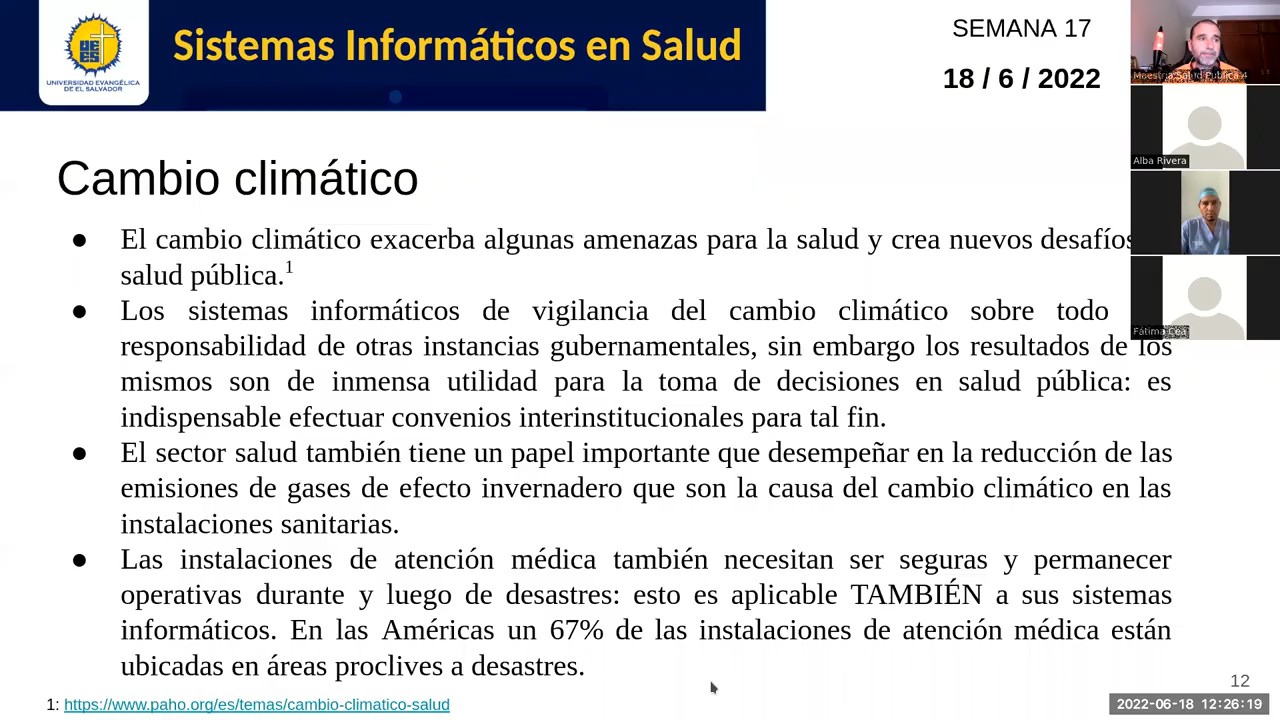 Sistemas Informáticos en Salud
UNIVERSIDAD EVANGÉLICA
DE EL SALVADOR
SEMANA 17
18 / 6 / 2022
Maestria Salud Publica 4
Alba Rivera
Fátima Cea
Cambio climático
● El cambio climático exacerba algunas amenazas para la salud y crea nuevos desafíos
salud pública.1
● Los sistemas informáticos de vigilancia del cambio climático sobre todo
responsabilidad de otras instancias gubernamentales, sin embargo los resultados de los
mismos son de inmensa utilidad para la toma de decisiones en salud pública: es
indispensable efectuar convenios interinstitucionales para tal fin.
● El sector salud también tiene un papel importante que desempeñar en la reducción de las
emisiones de gases de efecto invernadero que son la causa del cambio climático en las
instalaciones sanitarias.
● Las instalaciones de atención médica también necesitan ser seguras y permanecer
operativas durante y luego de desastres: esto es aplicable TAMBIÉN a sus sistemas
informáticos. En las Américas un 67% de las instalaciones de atención médica están
ubicadas en áreas proclives a desastres.
12
1: https://www.paho.org/es/temas/cambio-climatico-salud
2022-06-18 12:26:19